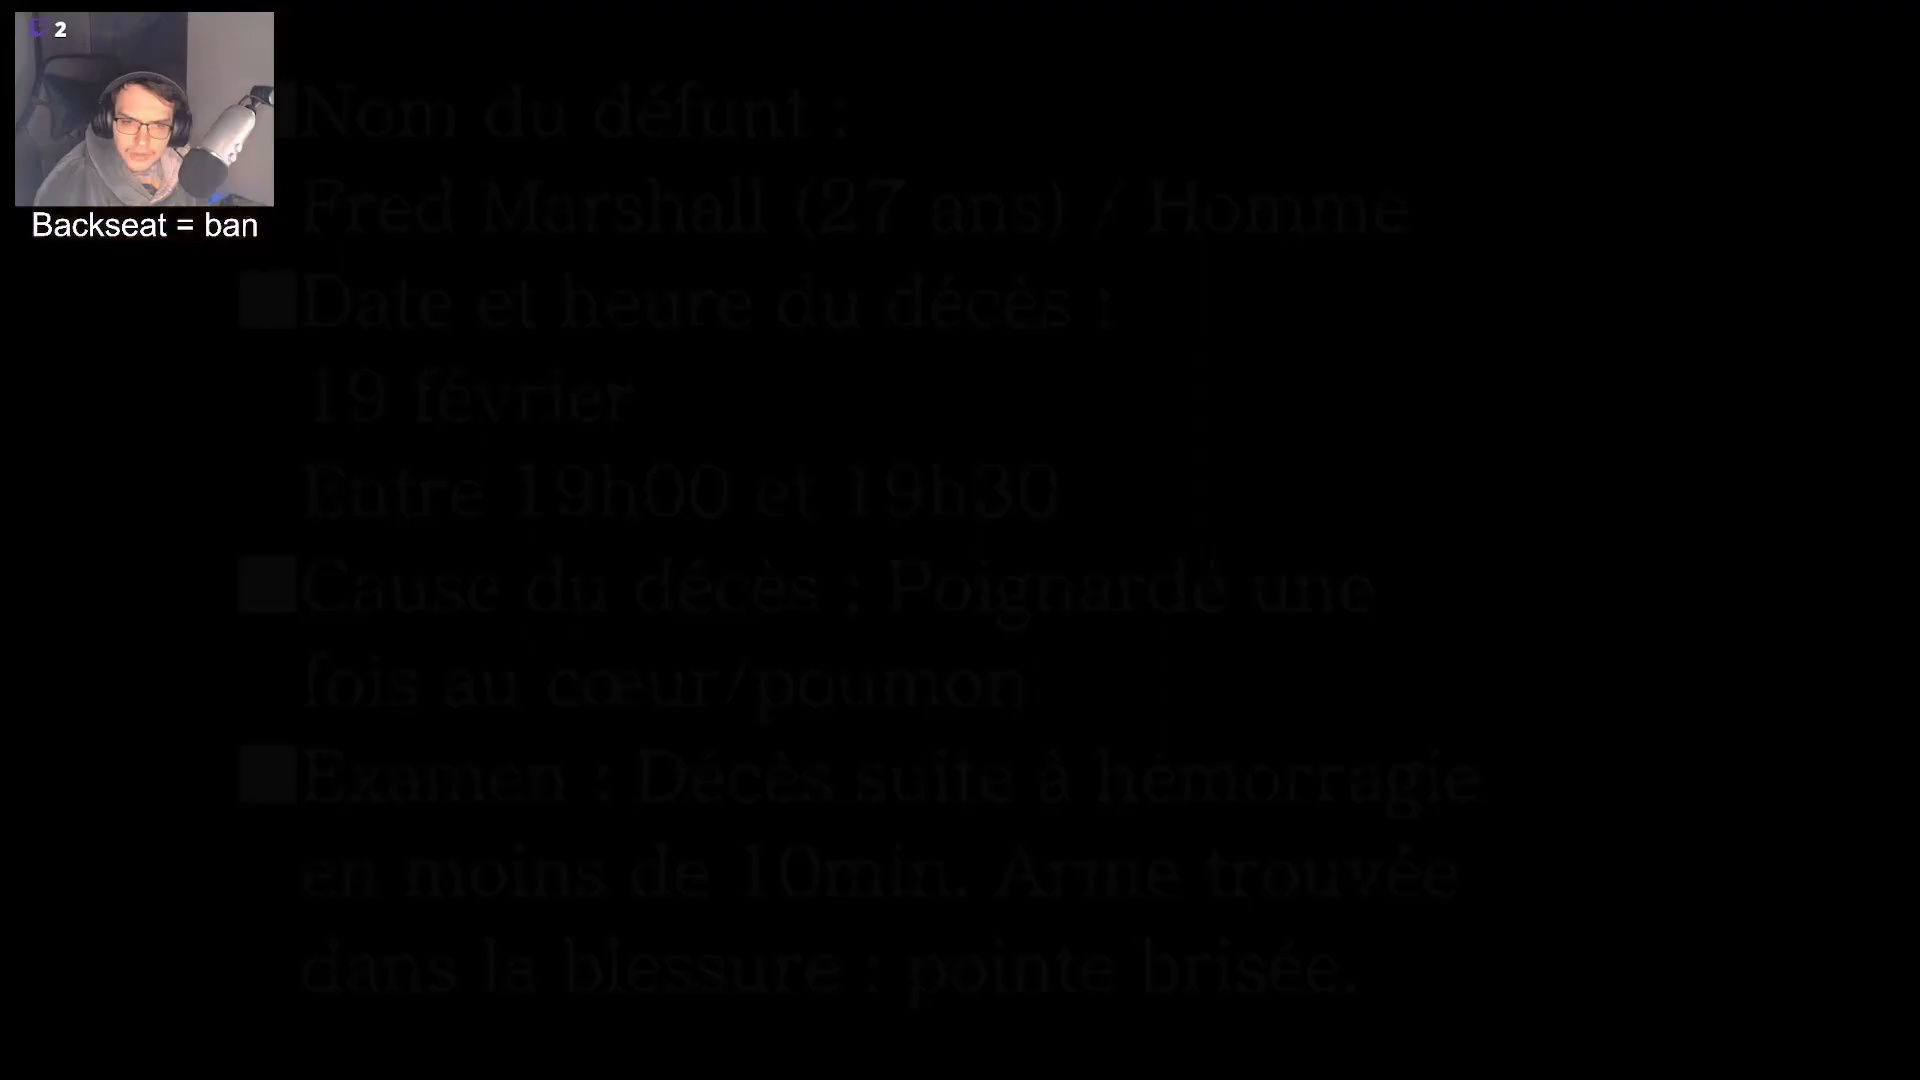 2
Backseat = ban
Nom du défunt :
Fred Marshall (27 ans) / Homme
Date et heure du décès :
19 février
Entre 19h00 et 19h30
Cause du décès : Poignardé une
fois au cœur/poumon
Examen : Décès suite à hémorragie
en moins de 10min. Arme trouvée
dans la blessure : pointe brisée.